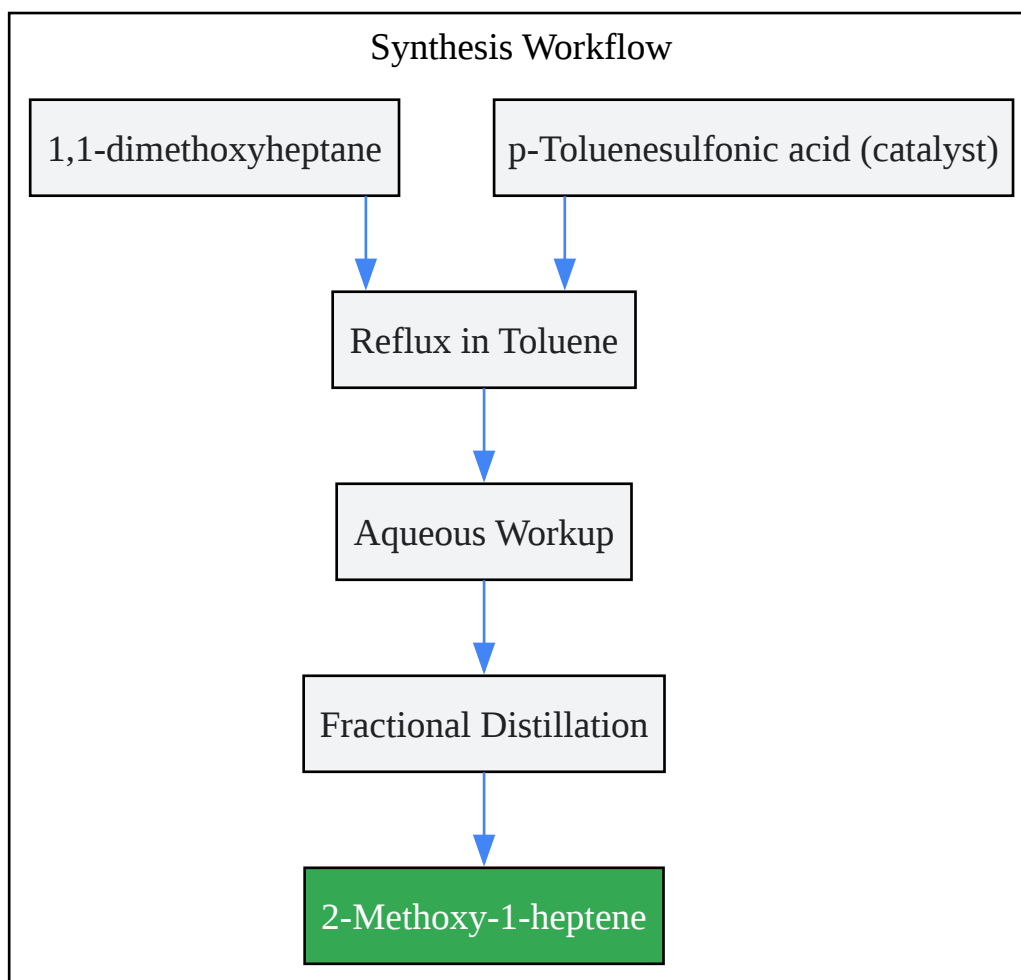 Synthesis Workflow
1,1-dimethoxyheptane
p-Toluenesulfonic acid (catalyst)
Reflux in Toluene
Aqueous Workup
Fractional Distillation
2-Methoxy-1-heptene